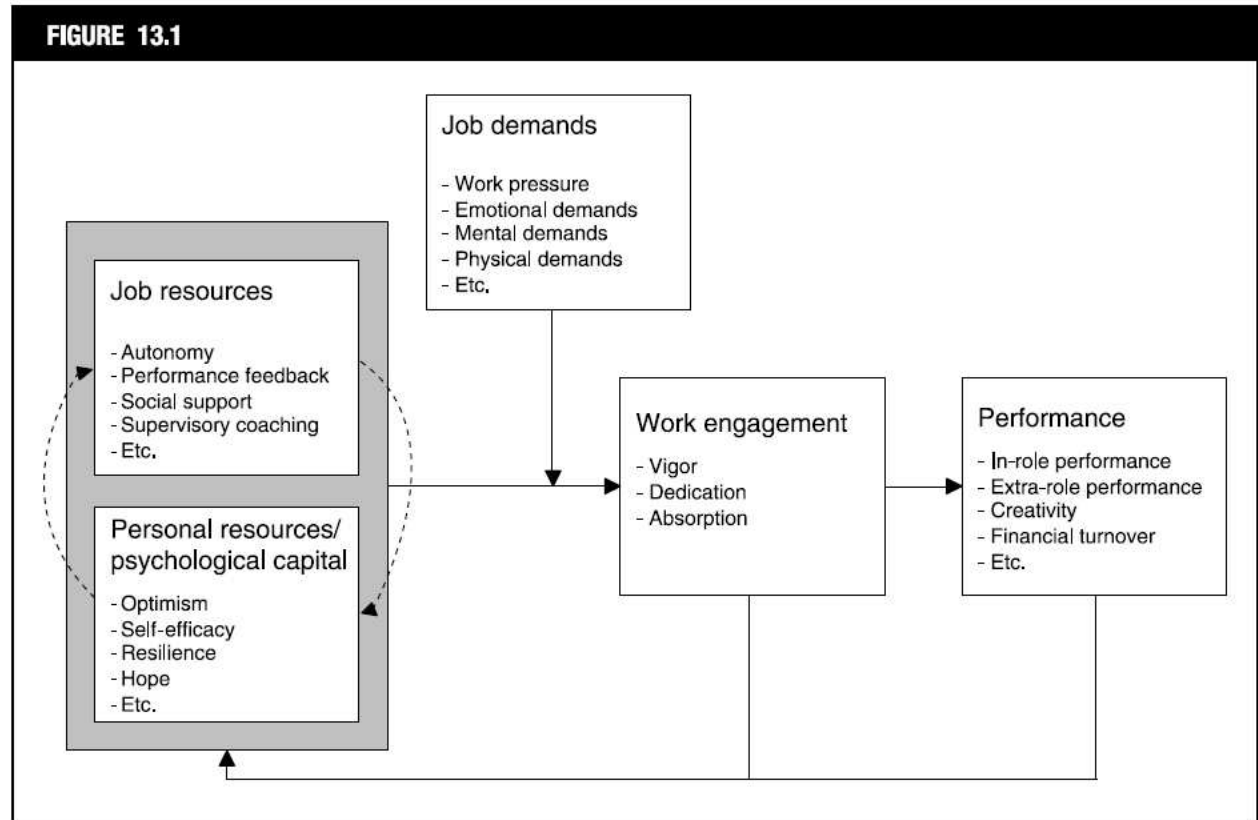 FIGURE 13.1
Job demands
- Work pressure
- Emotional demands
- Mental demands
- Physical demands
- Etc.
Job resources
- Autonomy
- Performance feedback
- Social support
- Supervisory coaching
- Etc.
Personal resources/
psychological capital
- Optimism
- Self-efficacy
- Resilience
- Hope
- Etc.
Work engagement
- Vigor
- Dedication
- Absorption
Performance
- In-role performance
- Extra-role performance
- Creativity
- Financial turnover
- Etc.